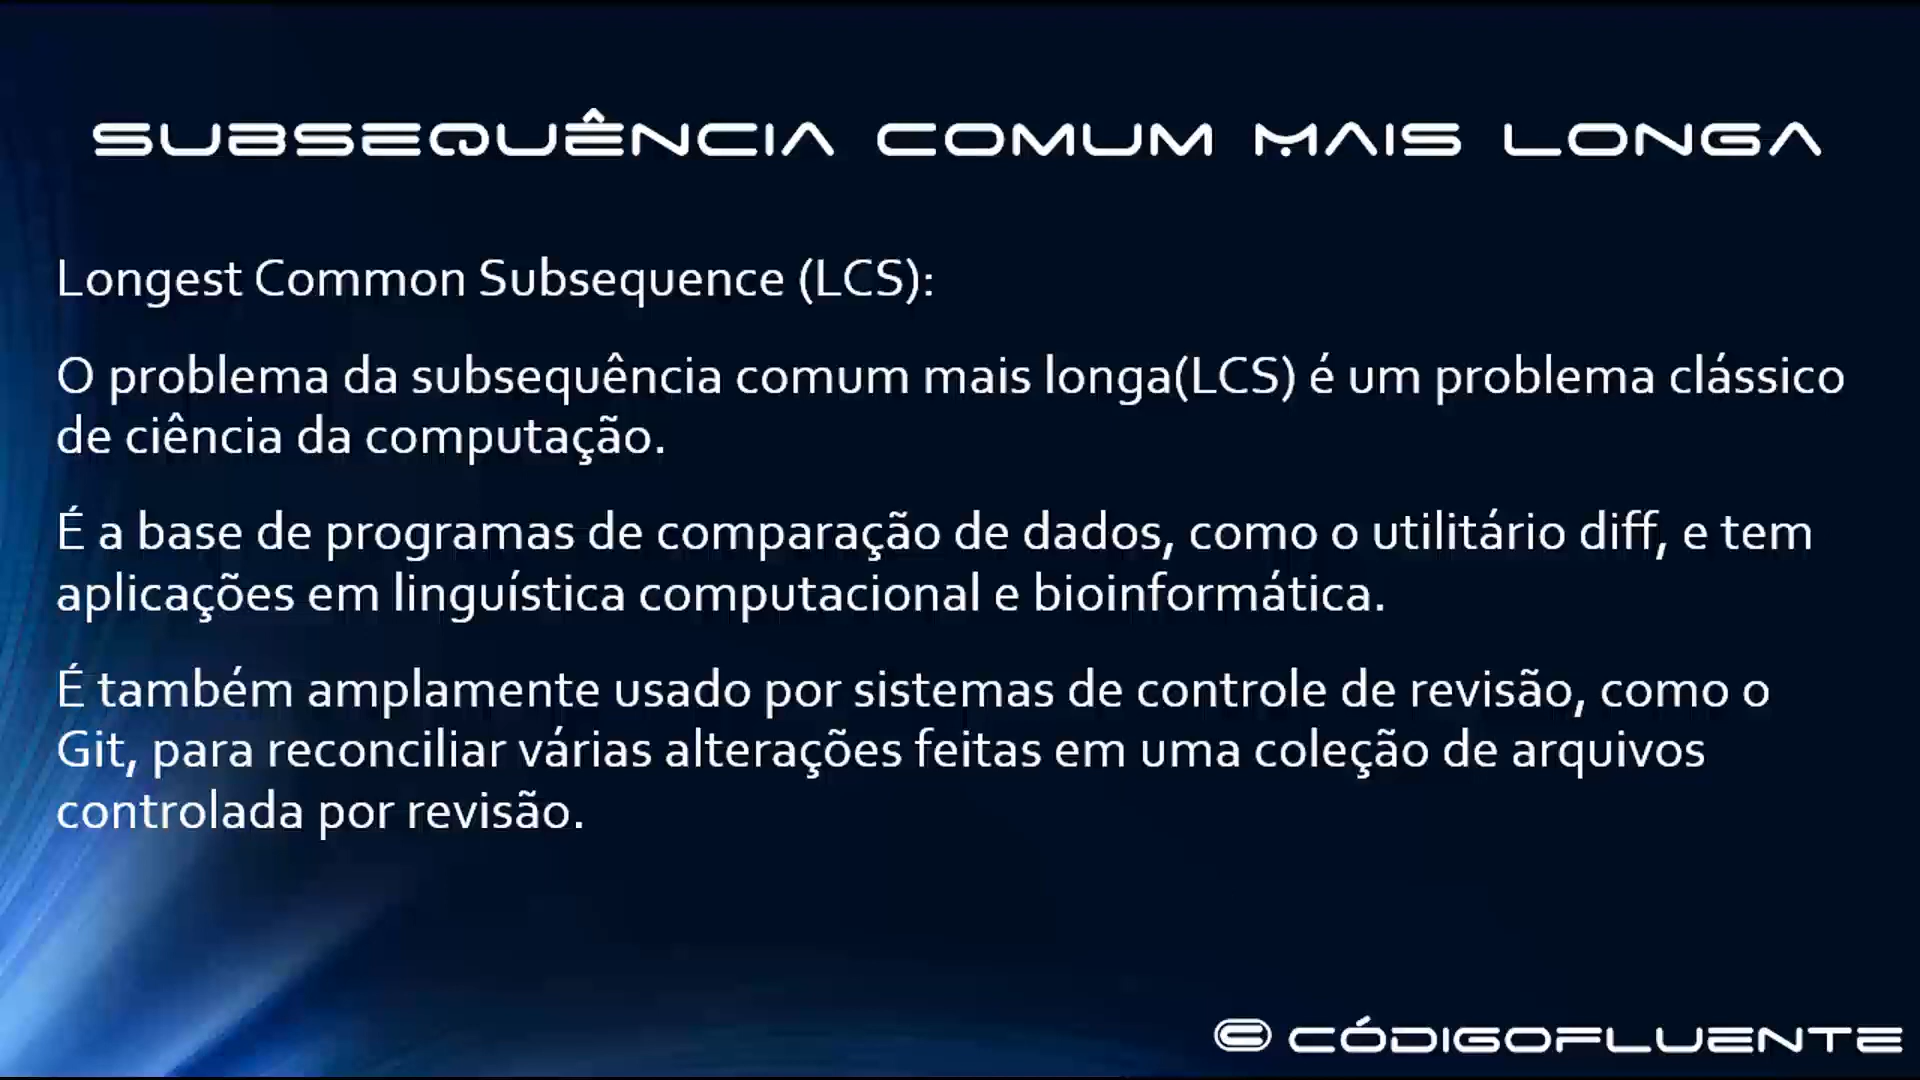 SUBSEQUÊNCIA COMUM MAIS LONGA
Longest Common Subsequence (LCS):
O problema da subsequência comum mais longa(LCS) é um problema clássico
de ciência da computação.
É a base de programas de comparação de dados, como o utilitário diff, e tem
aplicações em linguística computacional e bioinformática.
É também amplamente usado por sistemas de controle de revisão, como o
Git, para reconciliar várias alterações feitas em uma coleção de arquivos
controlada por revisão.
CÓDIGOFLUENTE